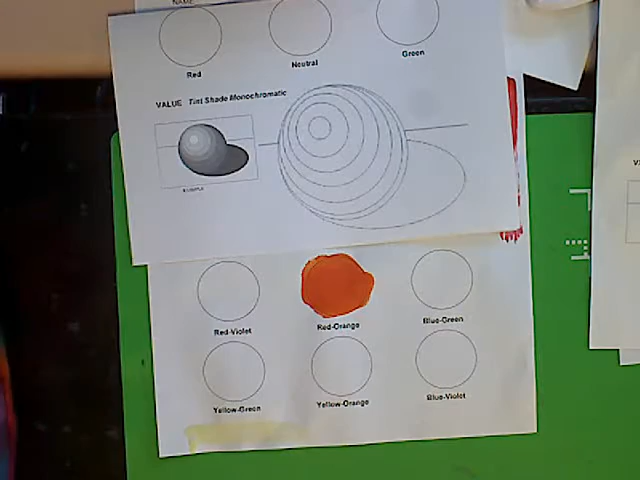 NAME
Red Neutral Green
VALUE Tint Shade Monochromatic
Red-Violet Red-Orange Blue-Green
Yellow-Green Yellow-Orange Blue-Violet